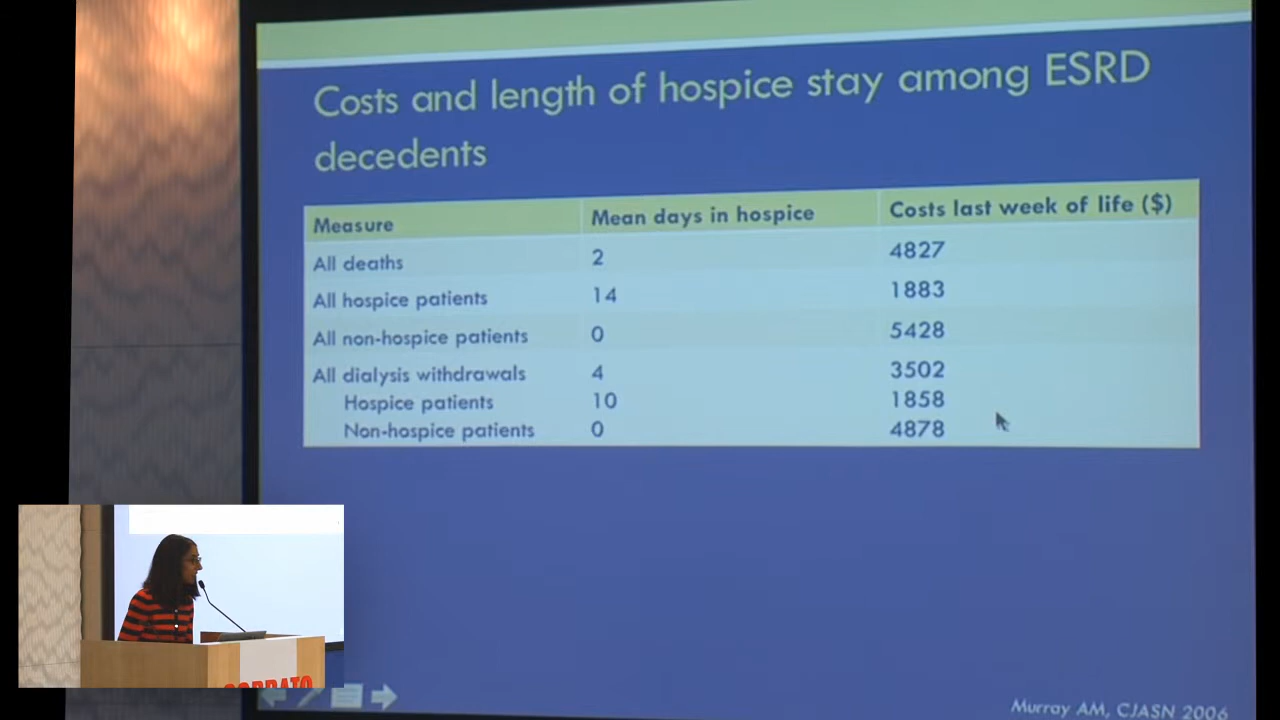 Costs and length of hospice stay among ESRD
decedents
Measure Mean days in hospice Costs last week of life ($)
All deaths 2 4827
All hospice patients 14 1883
All non-hospice patients 0 5428
All dialysis withdrawals 4 3502
Hospice patients 10 1858
Non-hospice patients 0 4878
Murray AM, CJASN 2006